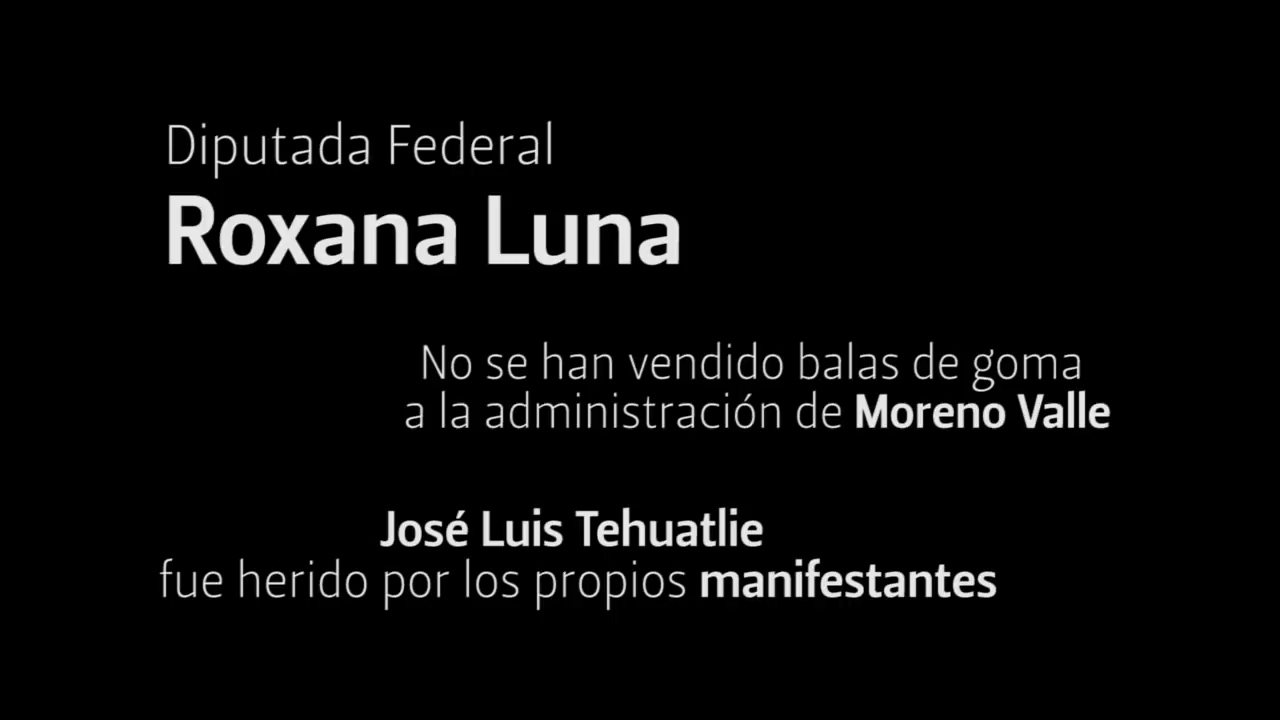 Diputada Federal
Roxana Luna
No se han vendido balas de goma
a la administración de Moreno Valle
José Luis Tehuatlie
fue herido por los propios manifestantes